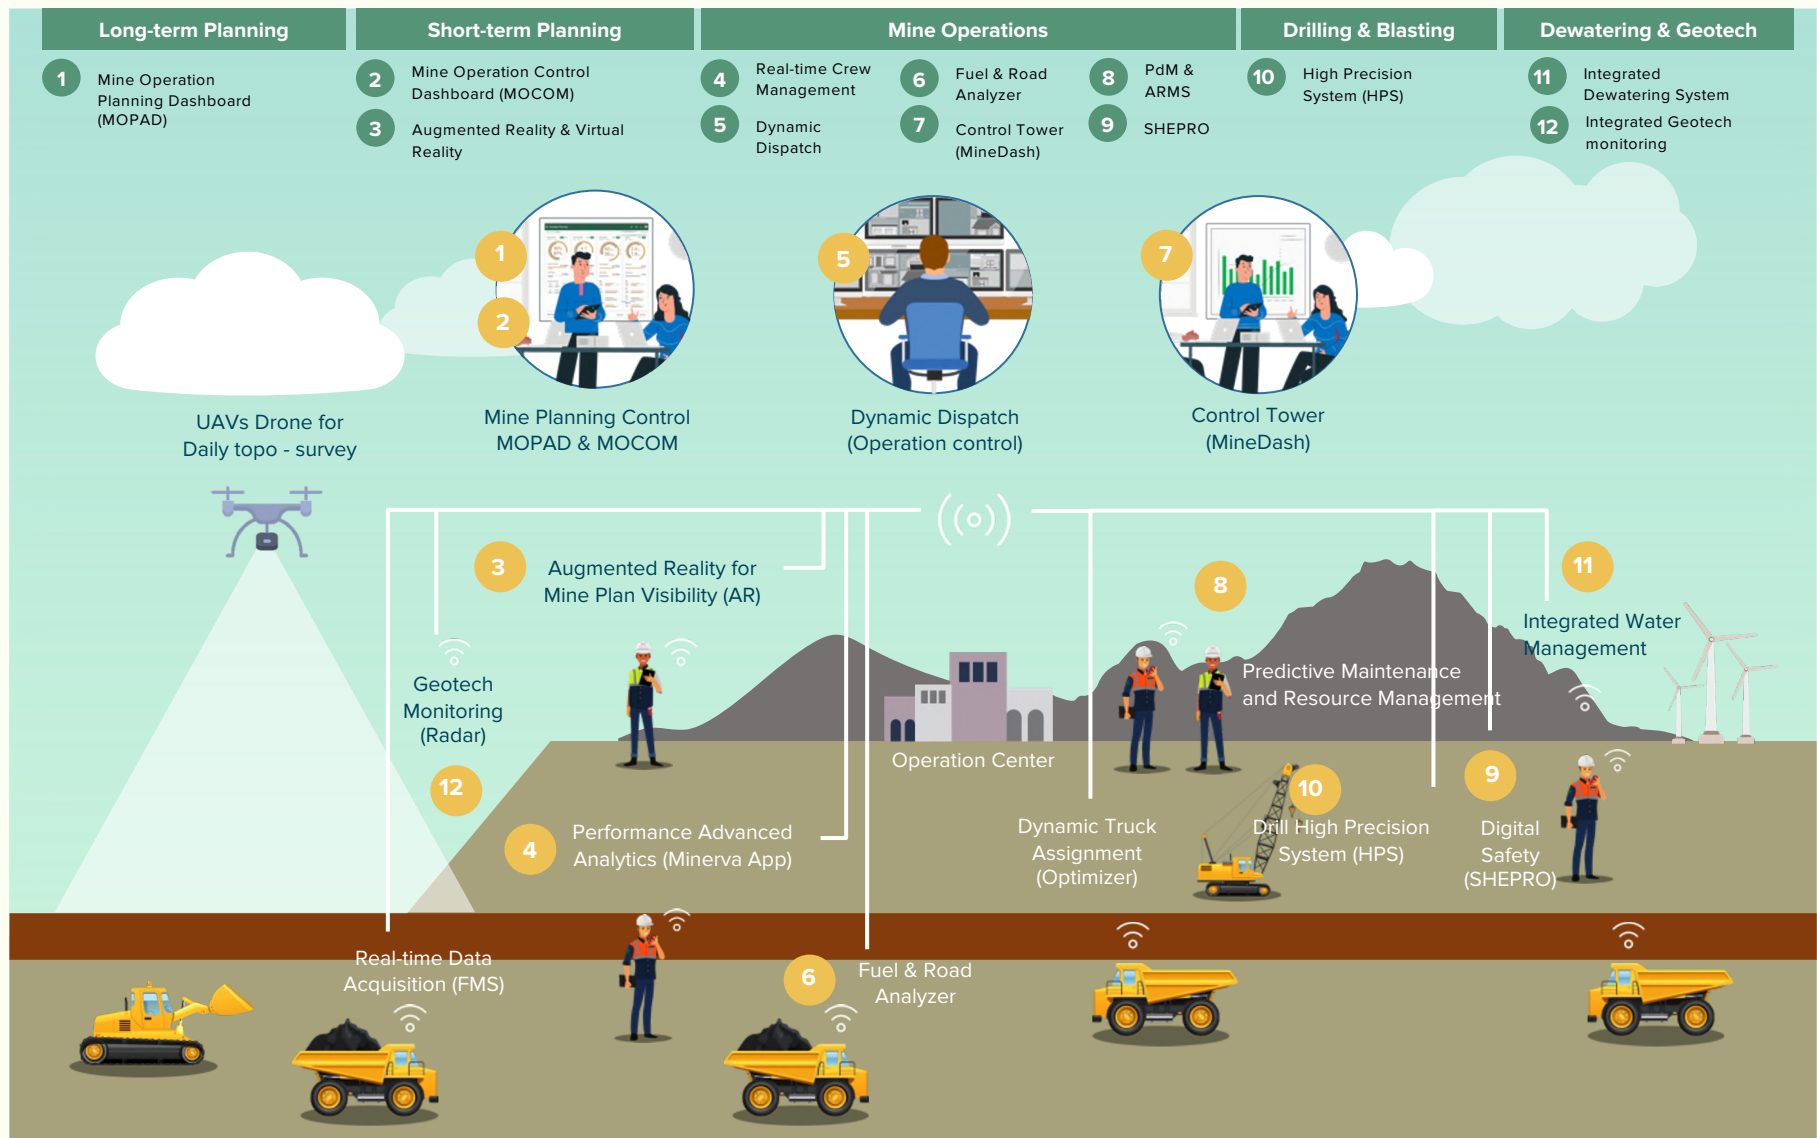 Long-term Planning
Short-term Planning
Mine Operations
Drilling & Blasting
Dewatering & Geotech
1
Mine Operation
Planning Dashboard
(MOPAD)
2
Mine Operation Control
Dashboard (MOCOM)
3
Augmented Reality & Virtual
Reality
4
Real-time Crew
Management
5
Dynamic
Dispatch
6
Fuel & Road
Analyzer
7
Control Tower
(MineDash)
8
PdM &
ARMS
9
SHEPRO
10
High Precision
System (HPS)
11
Integrated
Dewatering System
12
Integrated Geotech
monitoring
1
2
5
7
UAVs Drone for
Daily topo - survey
Mine Planning Control
MOPAD & MOCOM
Dynamic Dispatch
(Operation control)
Control Tower
(MineDash)
3
Augmented Reality for
Mine Plan Visibility (AR)
8
11
Integrated Water
Management
Geotech
Monitoring
(Radar)
12
Predictive Maintenance
and Resource Management
Operation Center
4
Performance Advanced
Analytics (Minerva App)
Dynamic Truck
Assignment
(Optimizer)
10
Drill High Precision
System (HPS)
9
Digital
Safety
(SHEPRO)
Real-time Data
Acquisition (FMS)
6
Fuel & Road
Analyzer